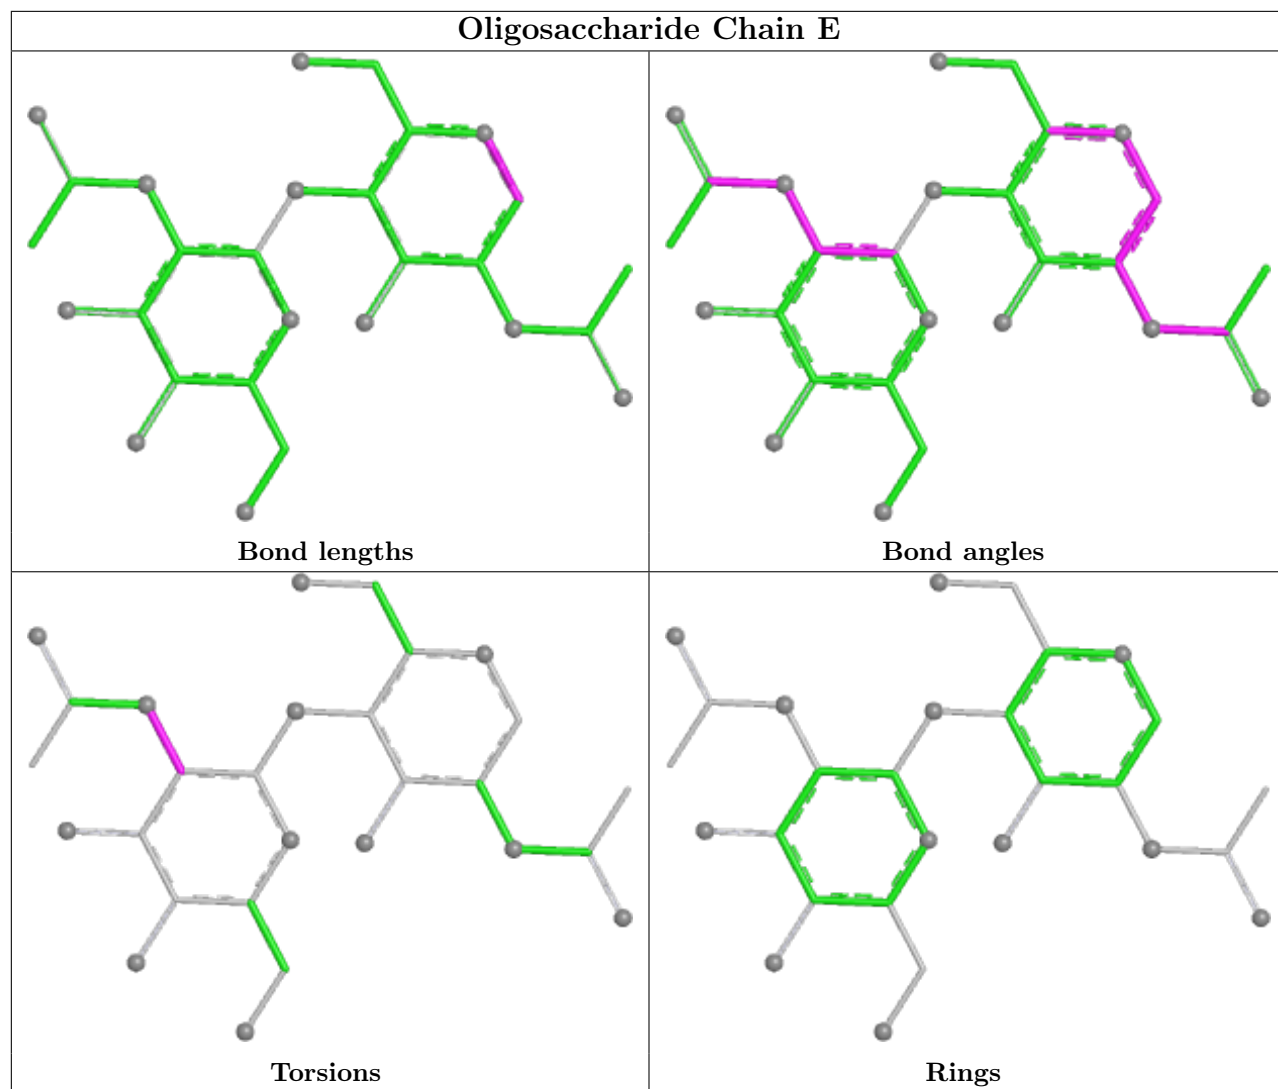 Oligosaccharide Chain E
Bond lengths
Bond angles
Torsions
Rings